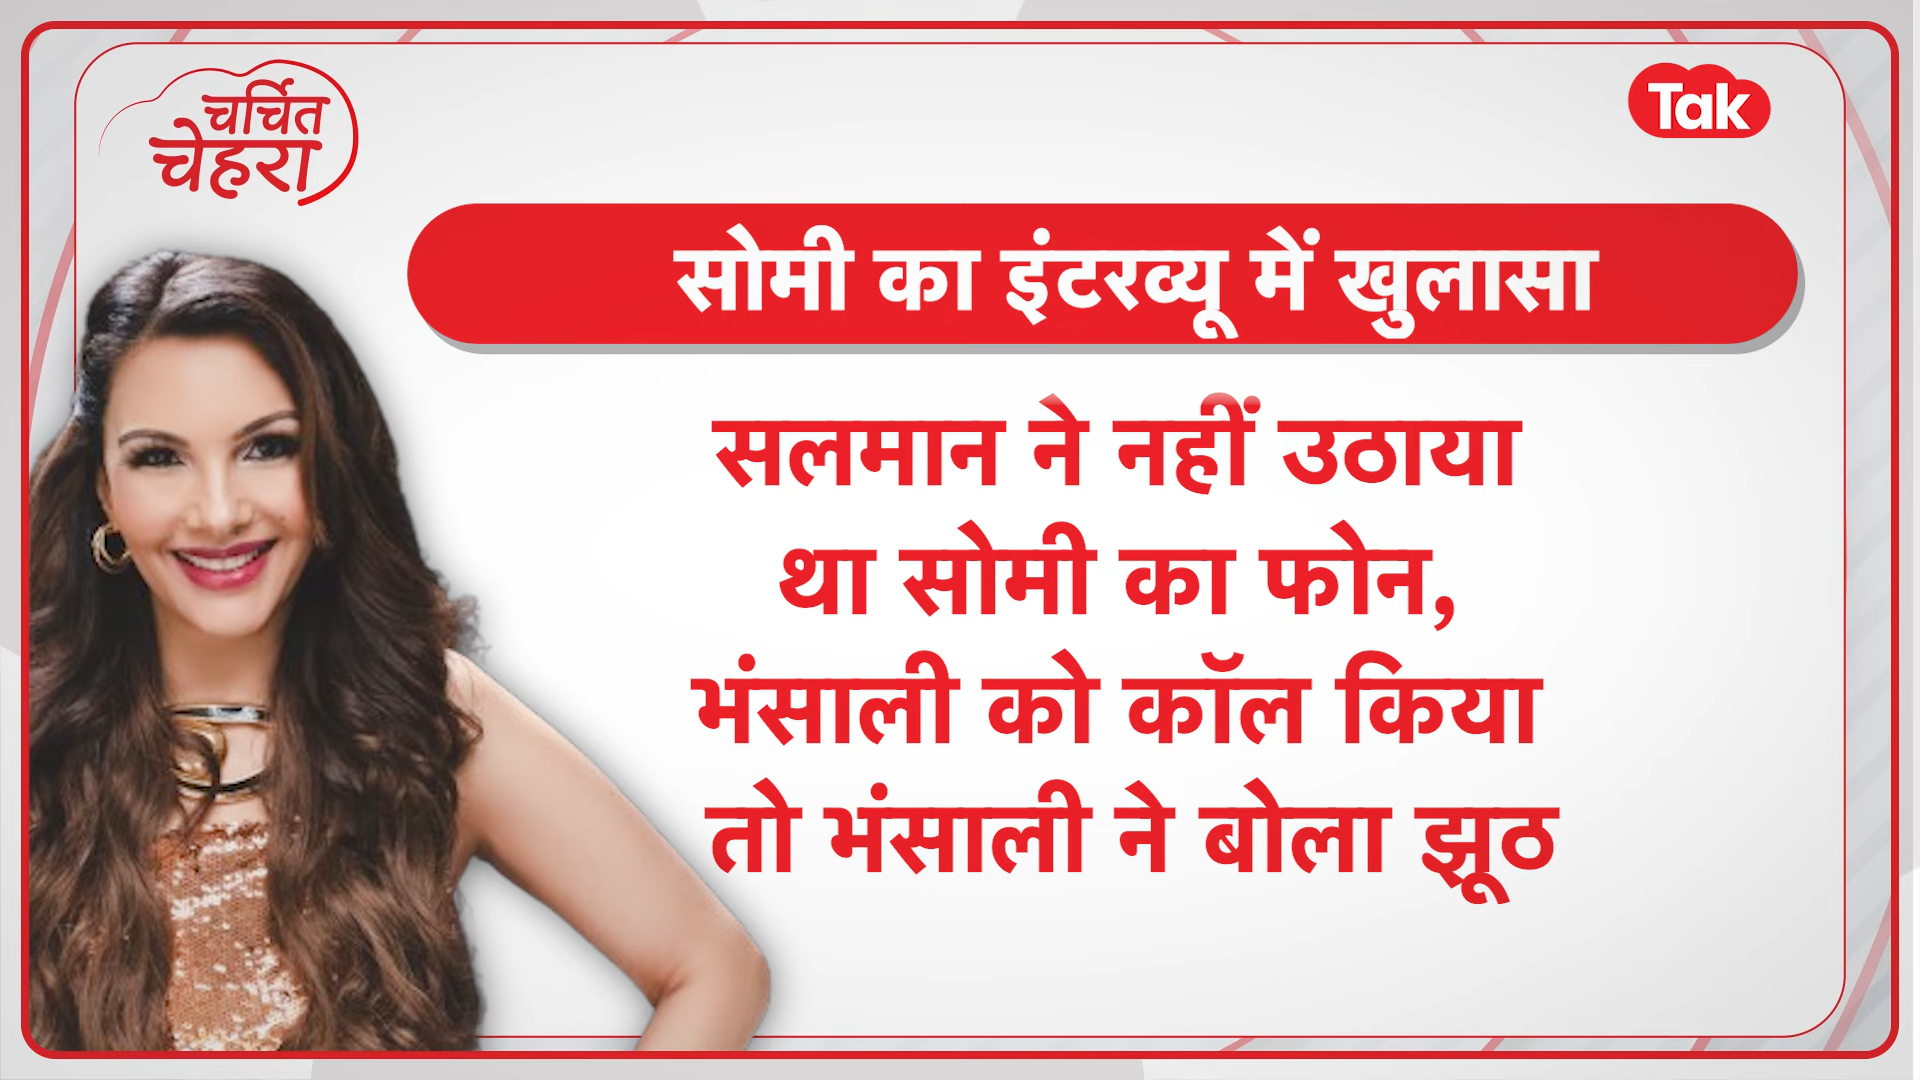 चर्चित
चेहरा
Tak
सोमी का इंटरव्यू में खुलासा
सलमान ने नहीं उठाया
था सोमी का फोन,
भंसाली को कॉल किया
तो भंसाली ने बोला झूठ